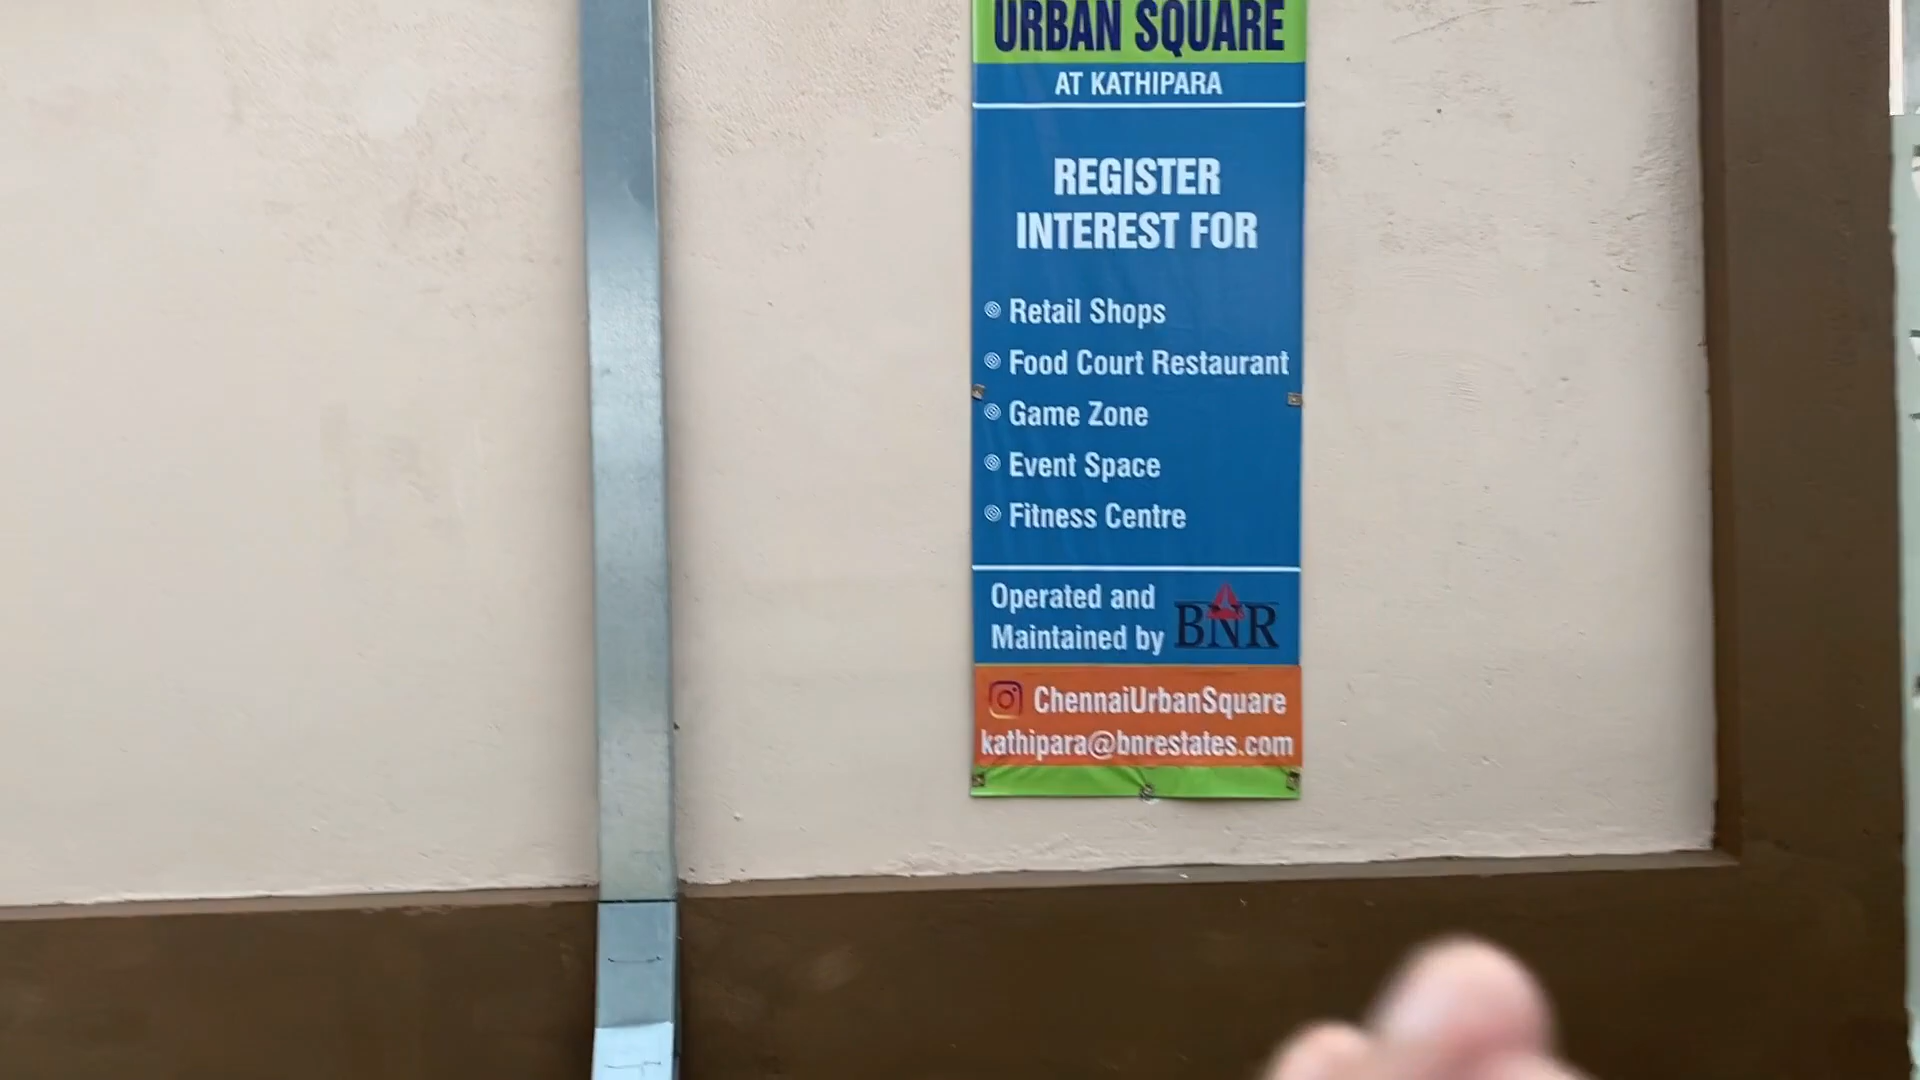 URBAN SQUARE
AT KATHIPARA
REGISTER
INTEREST FOR
Retail Shops
Food Court Restaurant
Game Zone
Event Space
Fitness Centre
Operated and
Maintained by BNR
ChennaiUrbanSquare
kathipara@bnrestates.com